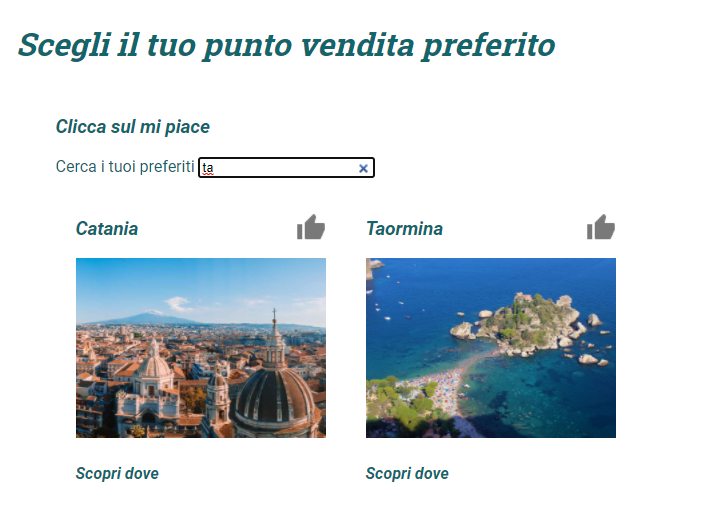 Scegli il tuo punto vendita preferito
Clicca sul mi piace
Cerca i tuoi preferiti ta
Catania
Taormina
Scopri dove
Scopri dove